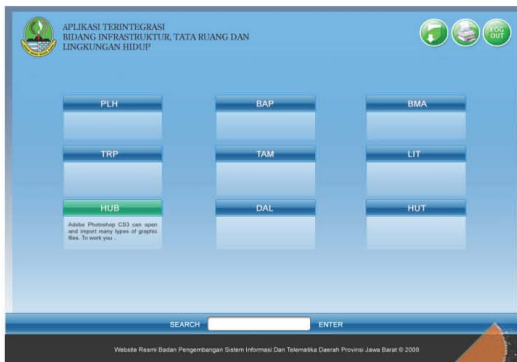 APLIKASI TERINTEGRASI
BIDANG INFRASTRUKTUR, TATA RUANG DAN
LINGKUNGAN HIDUP
LOG
OUT
PLH
BAP
BMA
TRP
TAM
LIT
HUB
DAL
HUT
Adobe Photoshop CS3 can open
and import many types of graphic
files. To work you .
SEARCH
ENTER
Website Resmi Badan Pengembangan Sistem Informasi Dan Telematika Daerah Provinsi Jawa Barat © 2009